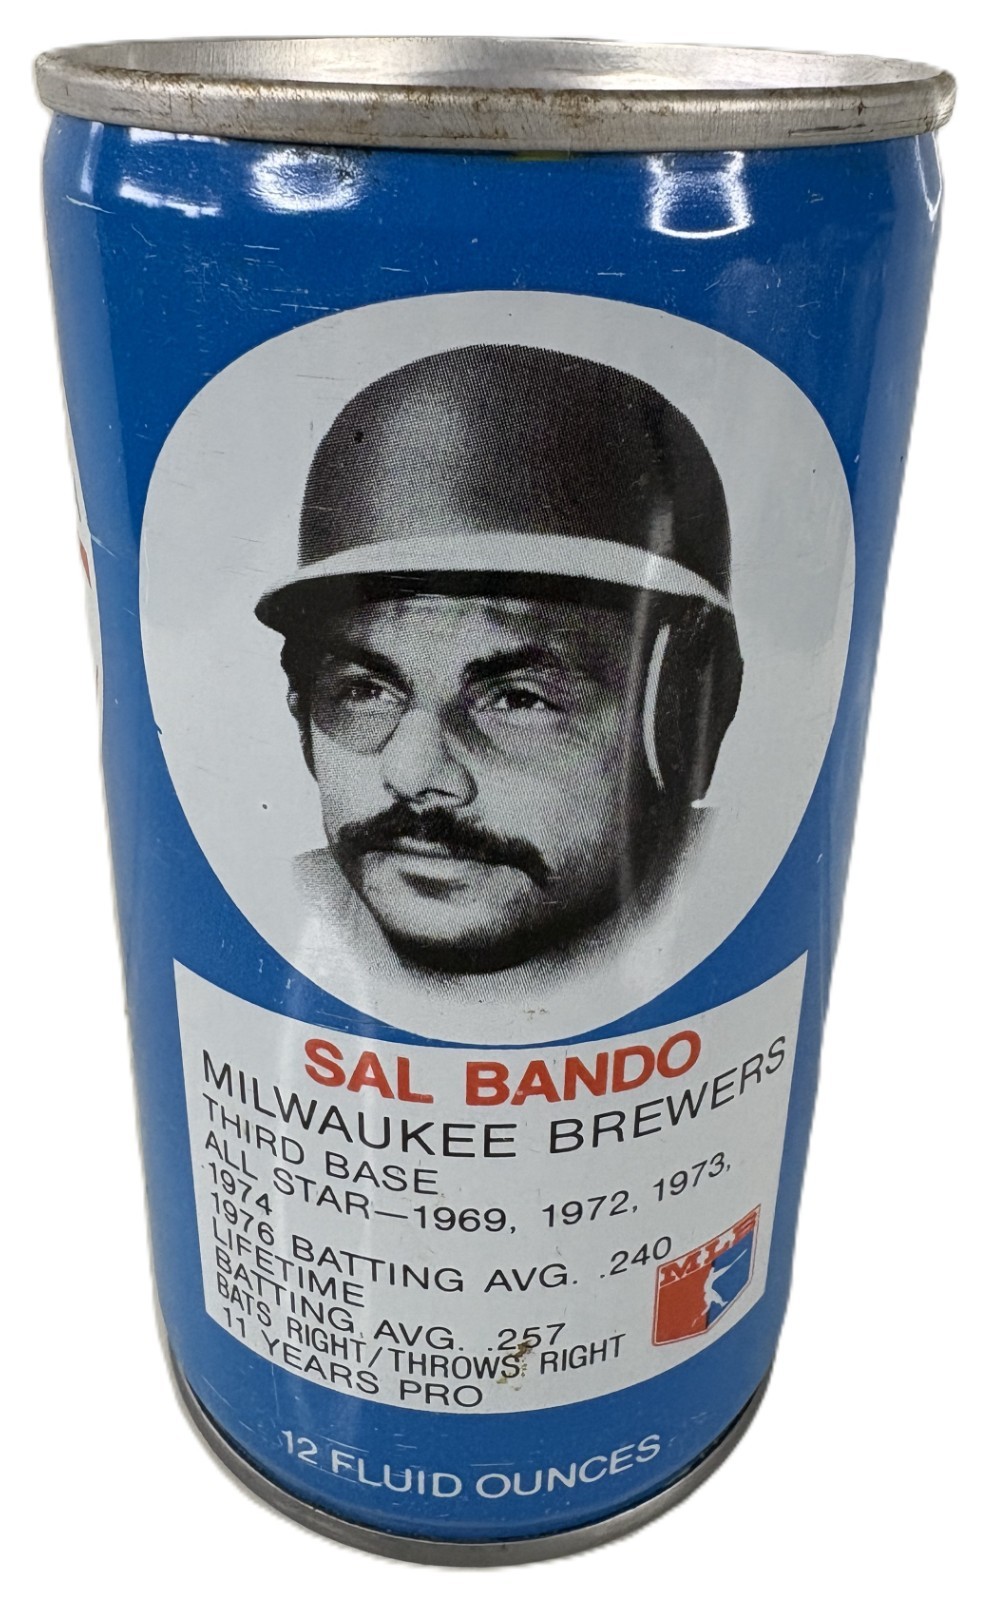 SAL BANDO
MILWAUKEE BREWERS
THIRD BASE
ALL STAR—1969, 1972, 1973,
1974
1976 BATTING AVG. .240
LIFETIME
BATTING AVG. .257
BATS RIGHT/THROWS RIGHT
11 YEARS PRO
MLB
12 FLUID OUNCES